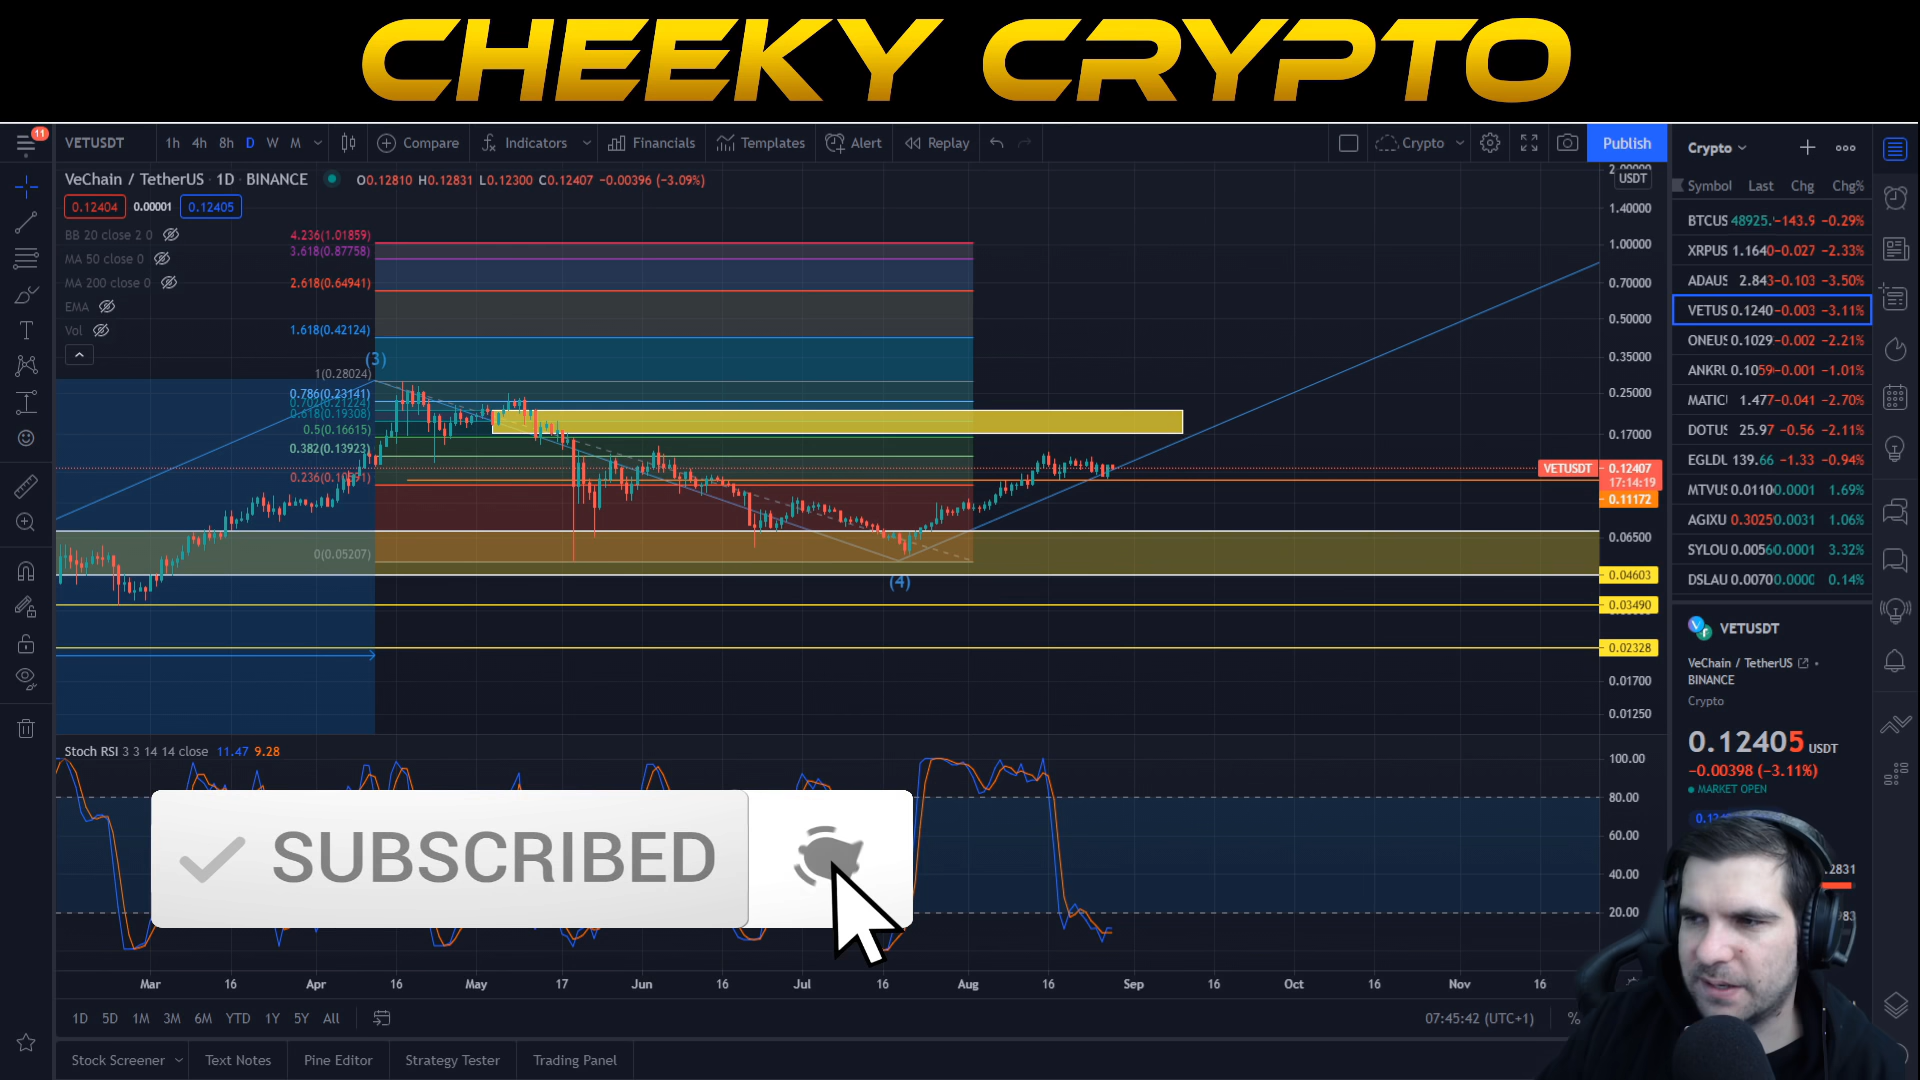 CHEEKY CRYPTO
11
VETUSDT 1h 4h 8h D W M Compare Indicators Financials Templates Alert Replay Crypto Publish
VeChain / TetherUS · 1D · BINANCE O0.12810 H0.12831 L0.12300 C0.12407 −0.00396 (−3.09%)
0.12404 0.00001 0.12405
BB 20 close 2 0
MA 50 close 0
MA 200 close 0
EMA
Vol
4.236(1.01859)
3.618(0.87758)
2.618(0.64941)
1.618(0.42124)
(3)
1(0.28024)
0.786(0.23141)
0.618(0.19308)
0.5(0.16615)
0.382(0.13923)
0(0.05207)
(4)
USDT
1.40000
1.00000
0.70000
0.50000
0.35000
0.25000
0.17000
VETUSDT 0.12407
17:14:19
0.11172
0.06500
0.04603
0.03490
0.02328
0.01700
0.01250
Stoch RSI 3 3 14 14 close 11.47 9.28
100.00
80.00
60.00
40.00
20.00
SUBSCRIBED
Mar 16 Apr 16 May 17 Jun 16 Jul 16 Aug 16 Sep 16 Oct 16 Nov 16
1D 5D 1M 3M 6M YTD 1Y 5Y All 07:45:42 (UTC+1) %
Stock Screener Text Notes Pine Editor Strategy Tester Trading Panel
Crypto
Symbol Last Chg Chg%
BTCUS 48925. −143.9 −0.29%
XRPUS 1.1640 −0.027 −2.33%
ADAUS 2.843 −0.103 −3.50%
VETUS 0.1240 −0.003 −3.11%
ONEUS 0.1029 −0.002 −2.21%
ANKRU 0.1059 −0.001 −1.01%
MATIC 1.477 −0.041 −2.70%
DOTUS 25.97 −0.56 −2.11%
EGLDU 139.66 −1.33 −0.94%
MTVUS 0.0110 0.0001 1.69%
AGIXU 0.3025 0.0031 1.06%
SYLOU 0.0056 0.0001 3.32%
DSLAU 0.0070 0.0000 0.14%
VETUSDT
VeChain / TetherUS
BINANCE
Crypto
0.12405 USDT
−0.00398 (−3.11%)
MARKET OPEN